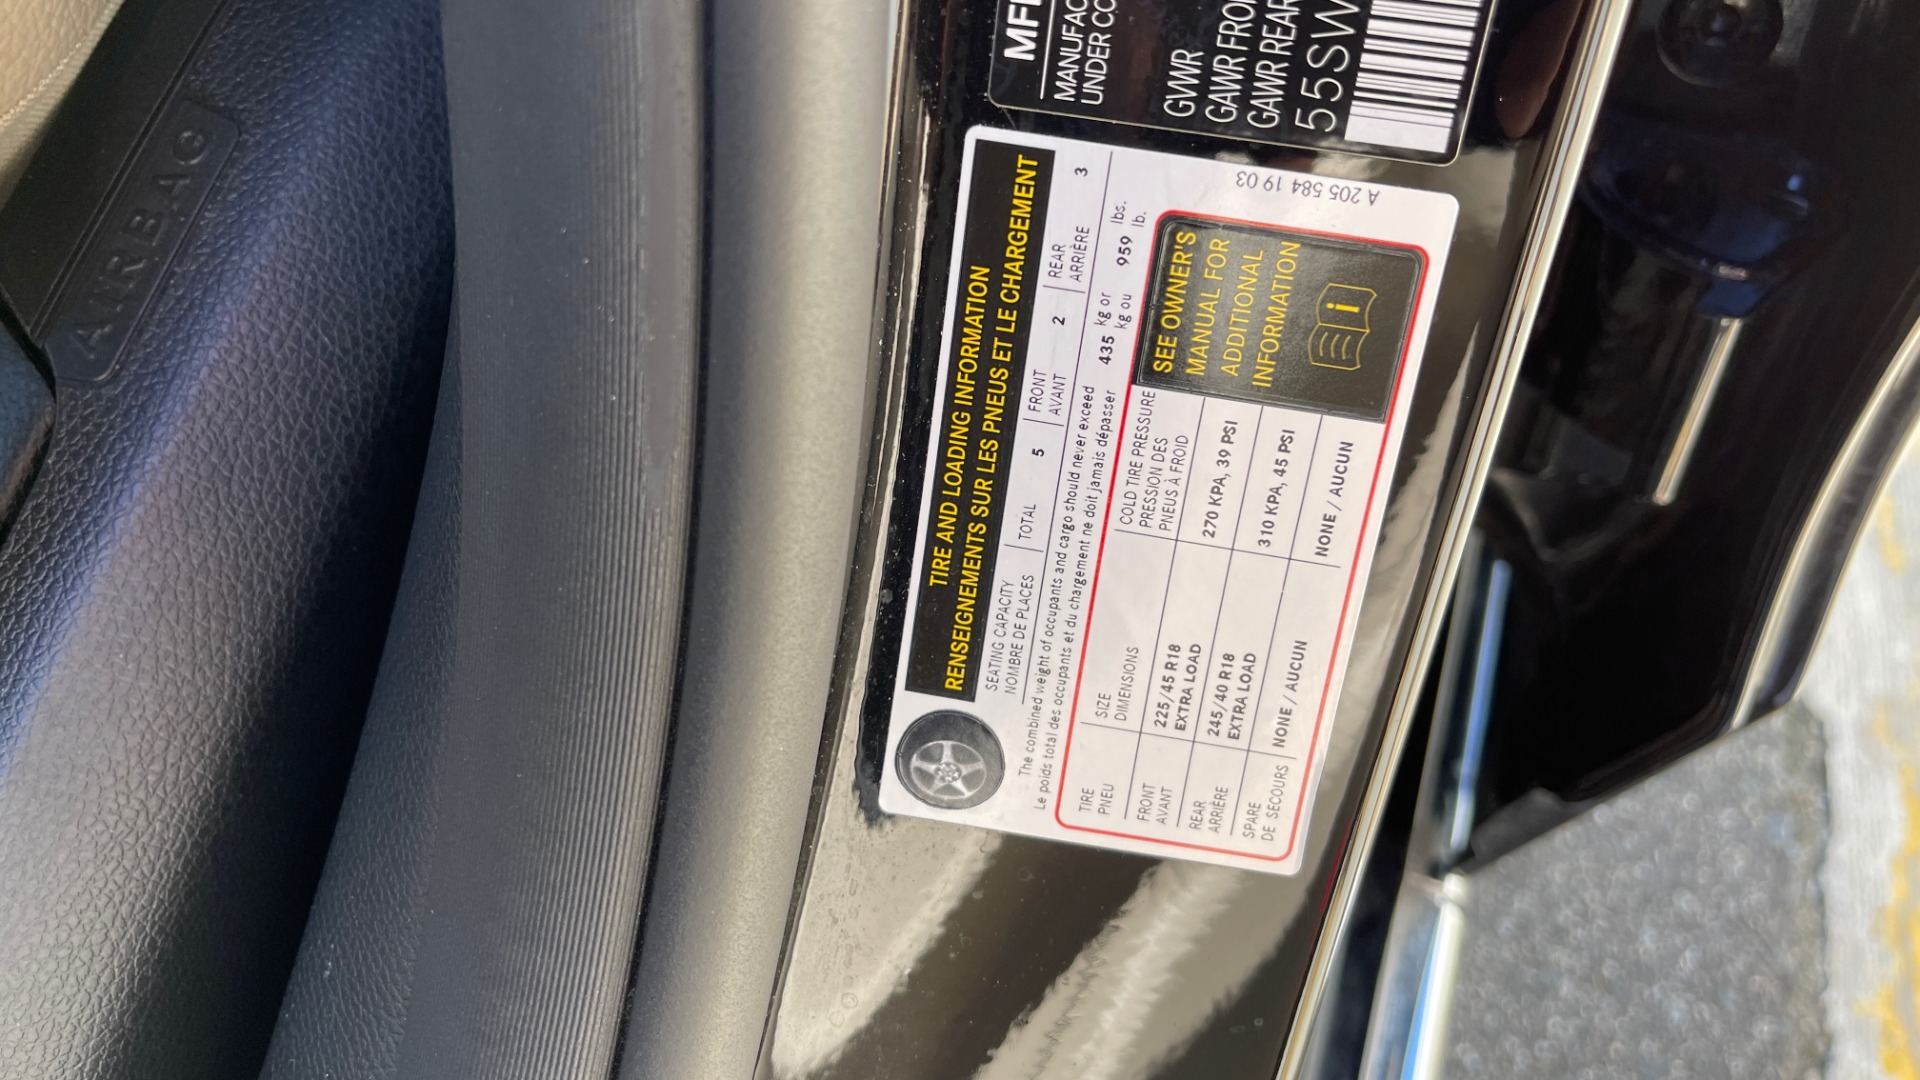 AIRBAG
MANUFAC
UNDER CO
GVWR
GAWR FRO
GAWR REAR
55SW
TIRE AND LOADING INFORMATION
RENSEIGNEMENTS SUR LES PNEUS ET LE CHARGEMENT
SEATING CAPACITY
NOMBRE DE PLACES
TOTAL 5
FRONT
AVANT
2
REAR
ARRIÈRE
3
The combined weight of occupants and cargo should never exceed 435 kg or 959 lbs.
Le poids total des occupants et du chargement ne doit jamais dépasser kg ou lb.
TIRE
PNEU
SIZE
DIMENSIONS
COLD TIRE PRESSURE
PRESSION DES
PNEUS À FROID
FRONT
AVANT
225/45 R18
EXTRA LOAD
270 KPA, 39 PSI
REAR
ARRIÈRE
245/40 R18
EXTRA LOAD
310 KPA, 45 PSI
SPARE
DE SECOURS
NONE / AUCUN
NONE / AUCUN
SEE OWNER'S
MANUAL FOR
ADDITIONAL
INFORMATION
i
A 205 584 19 03